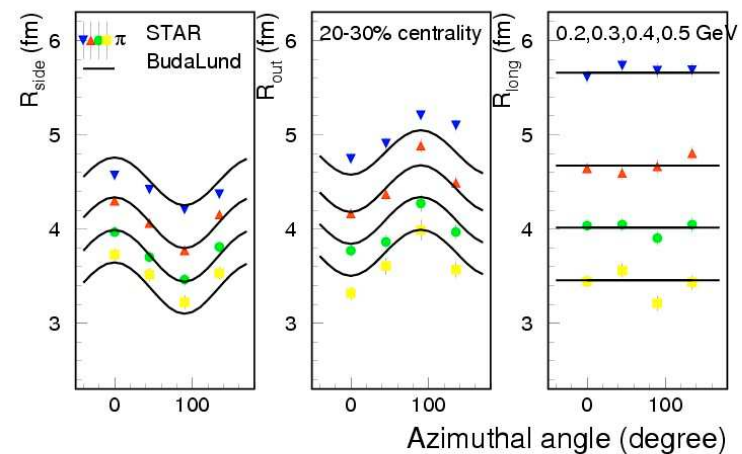 R_side (fm)
6
5
4
3
π STAR
BudaLund
0 100
R_out (fm)
6
5
4
3
20-30% centrality
0 100
R_long (fm)
6
5
4
3
0.2,0.3,0.4,0.5 GeV
0 100
Azimuthal angle (degree)